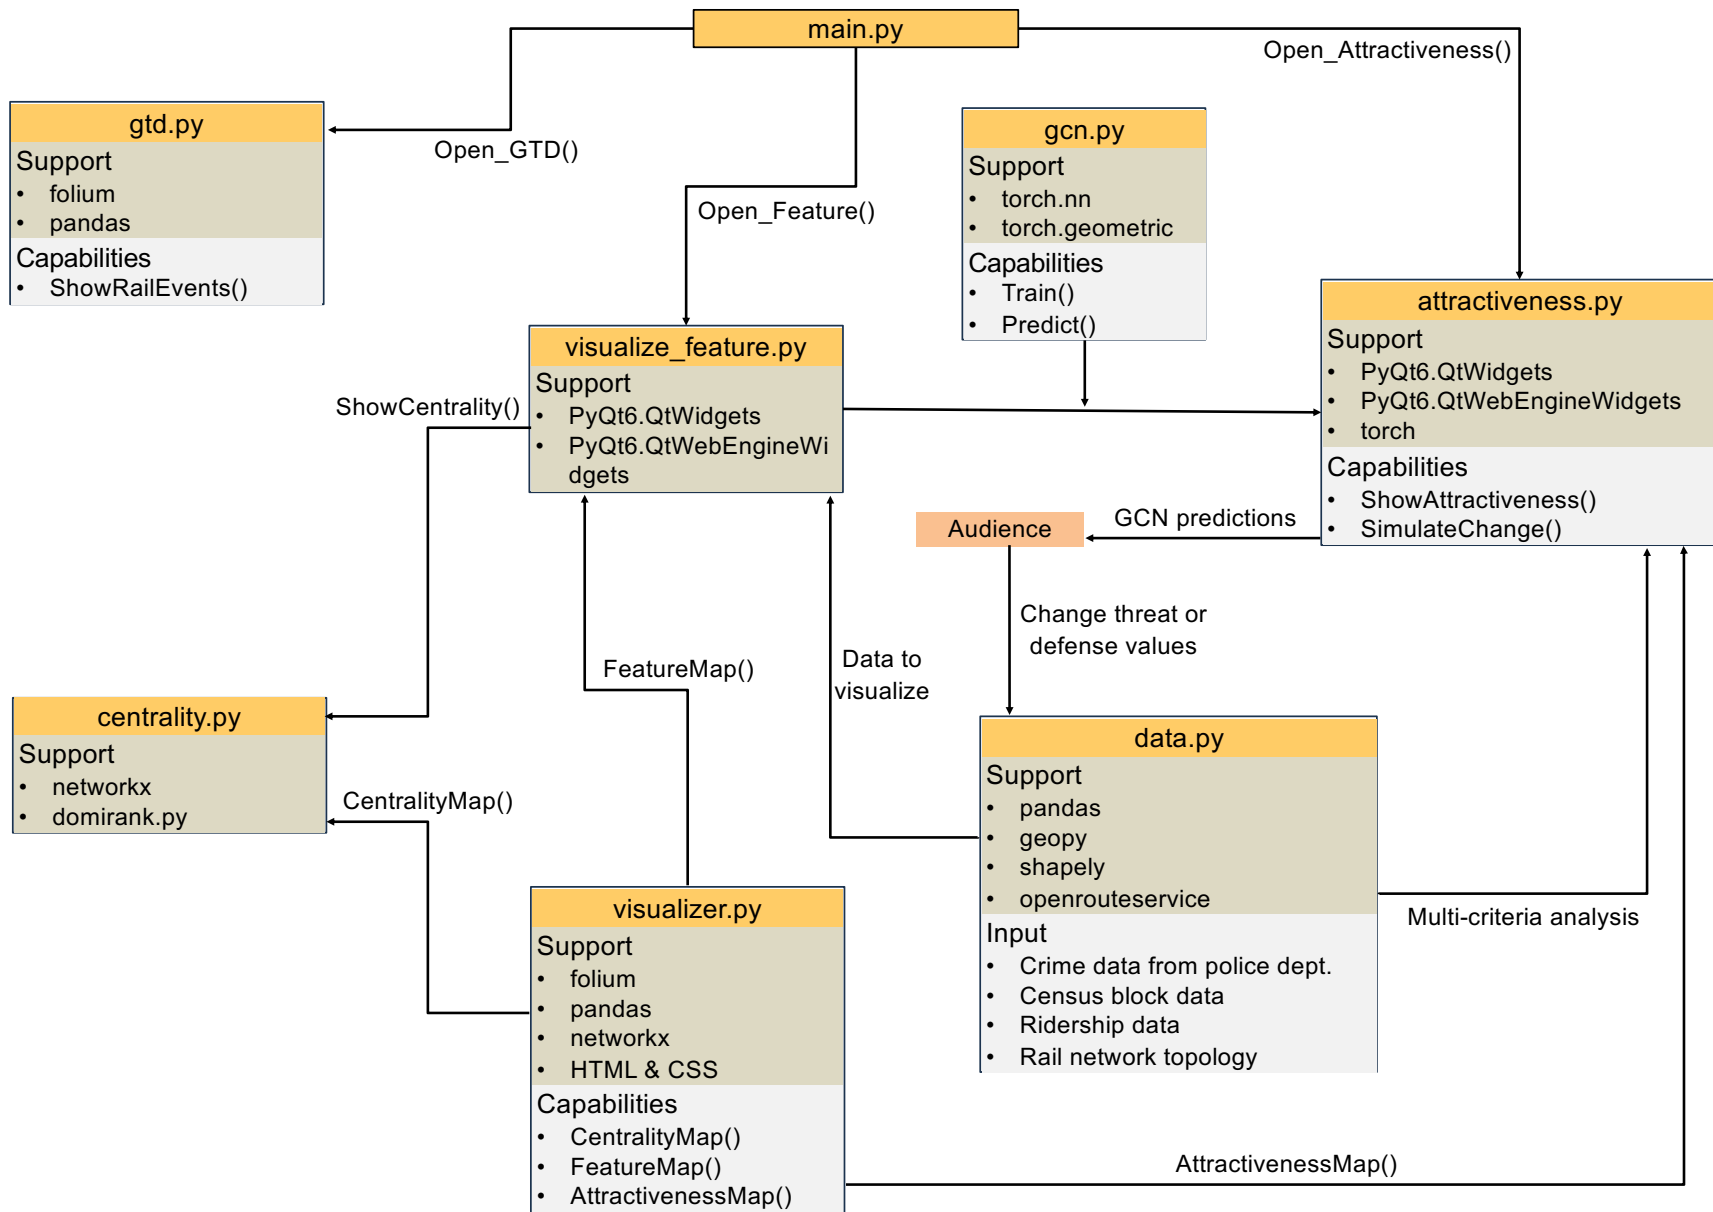 main.py
Open_Attractiveness()
gtd.py
Support
• folium
• pandas
Capabilities
• ShowRailEvents()
Open_GTD()
Open_Feature()
gcn.py
Support
• torch.nn
• torch.geometric
Capabilities
• Train()
• Predict()
attractiveness.py
Support
• PyQt6.QtWidgets
• PyQt6.QtWebEngineWidgets
• torch
Capabilities
• ShowAttractiveness()
• SimulateChange()
visualize_feature.py
Support
• PyQt6.QtWidgets
• PyQt6.QtWebEngineWi
dgets
ShowCentrality()
Audience
GCN predictions
Change threat or
defense values
FeatureMap()
Data to
visualize
centrality.py
Support
• networkx
• domirank.py
CentralityMap()
data.py
Support
• pandas
• geopy
• shapely
• openrouteservice
Input
• Crime data from police dept.
• Census block data
• Ridership data
• Rail network topology
Multi-criteria analysis
visualizer.py
Support
• folium
• pandas
• networkx
• HTML & CSS
Capabilities
• CentralityMap()
• FeatureMap()
• AttractivenessMap()
AttractivenessMap()